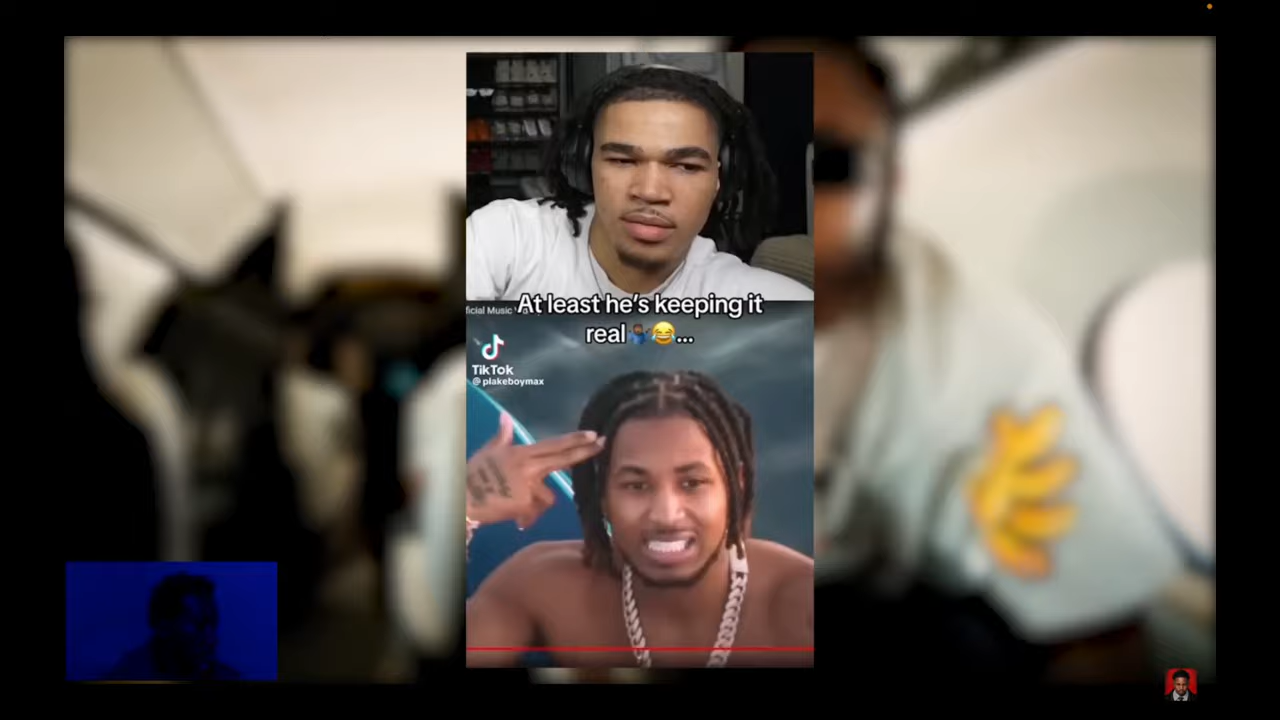 ficial Music
At least he's keeping it
real🤷🏾‍♂️😂...
TikTok
@plakeboymax